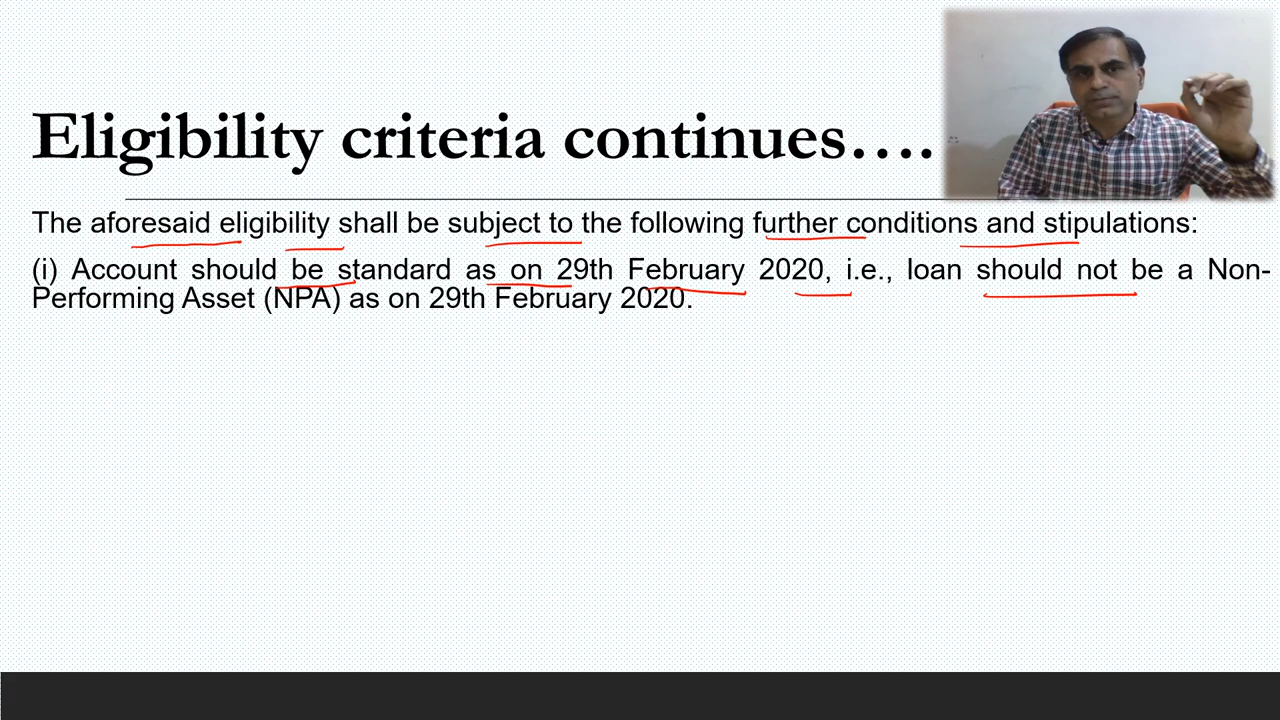 Eligibility criteria continues….
The aforesaid eligibility shall be subject to the following further conditions and stipulations:
(i) Account should be standard as on 29th February 2020, i.e., loan should not be a Non-
Performing Asset (NPA) as on 29th February 2020.